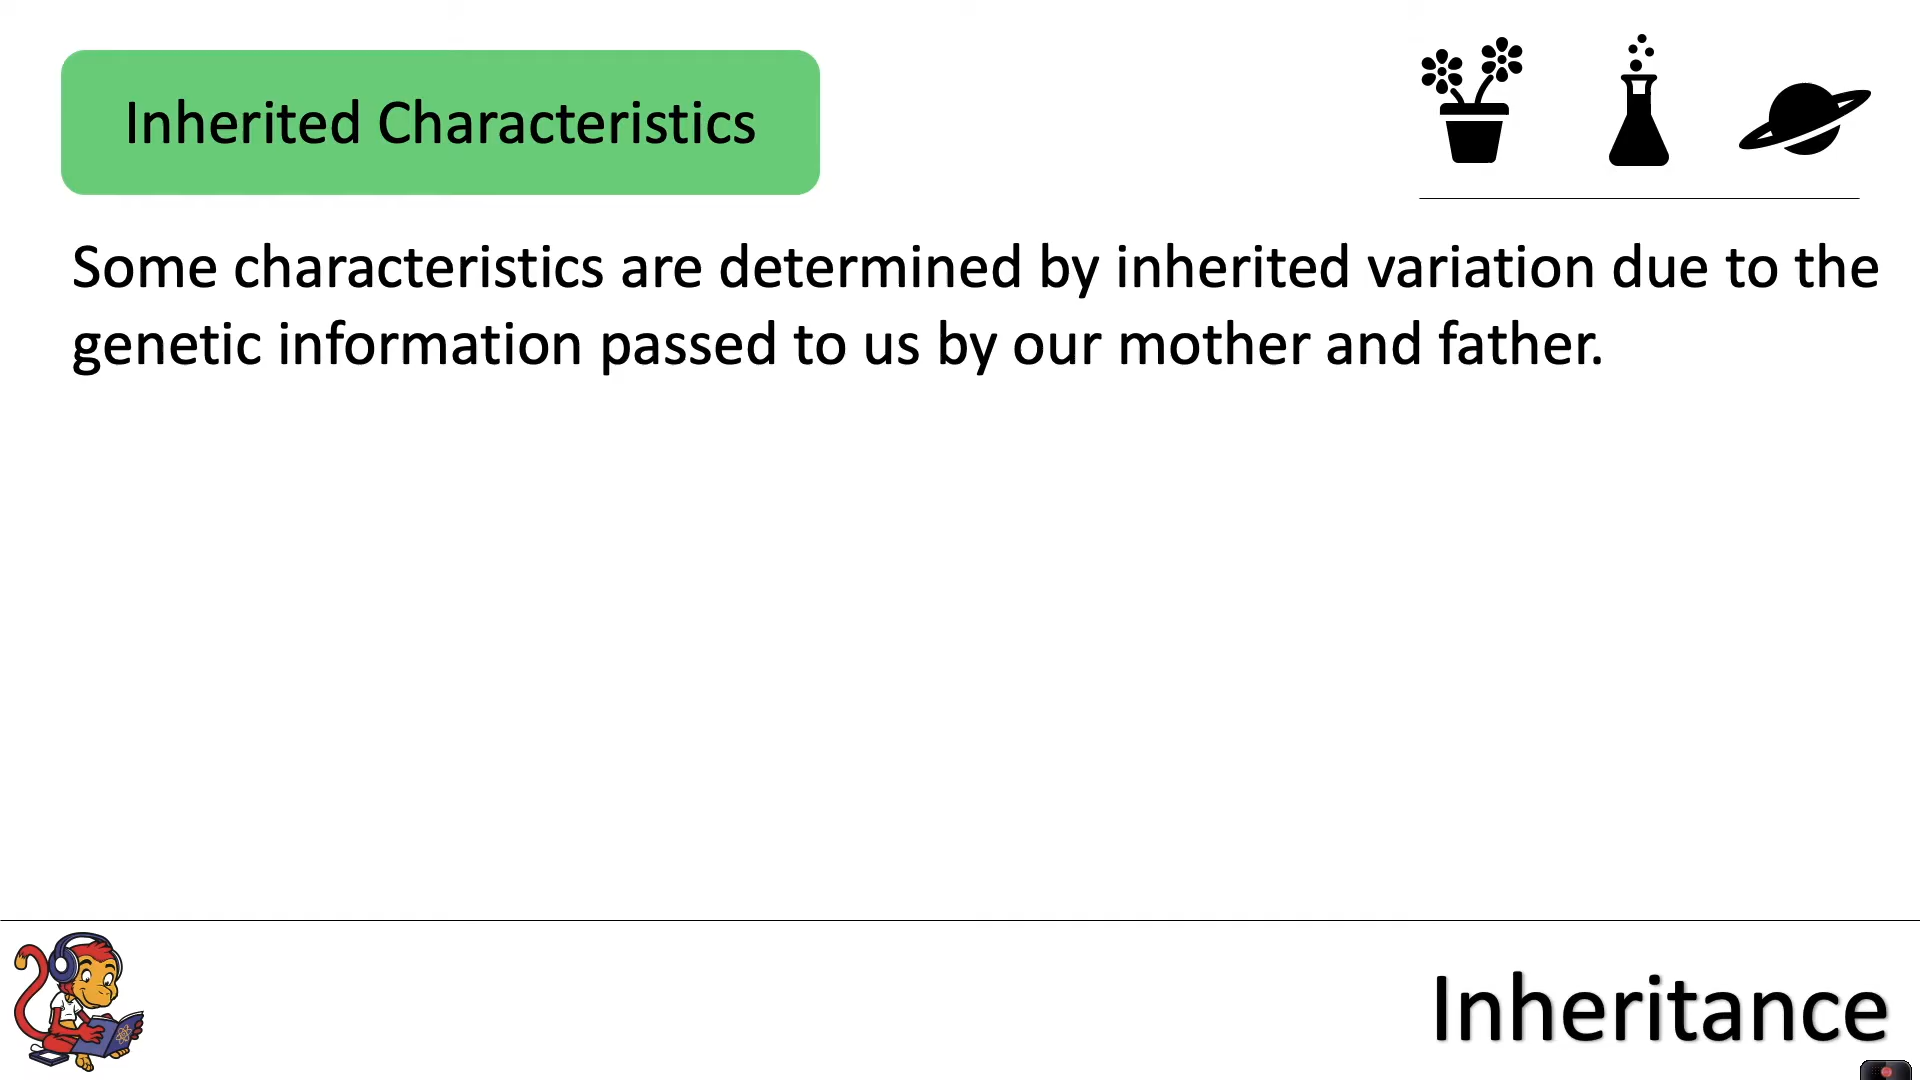 Inherited Characteristics
Some characteristics are determined by inherited variation due to the
genetic information passed to us by our mother and father.
Inheritance